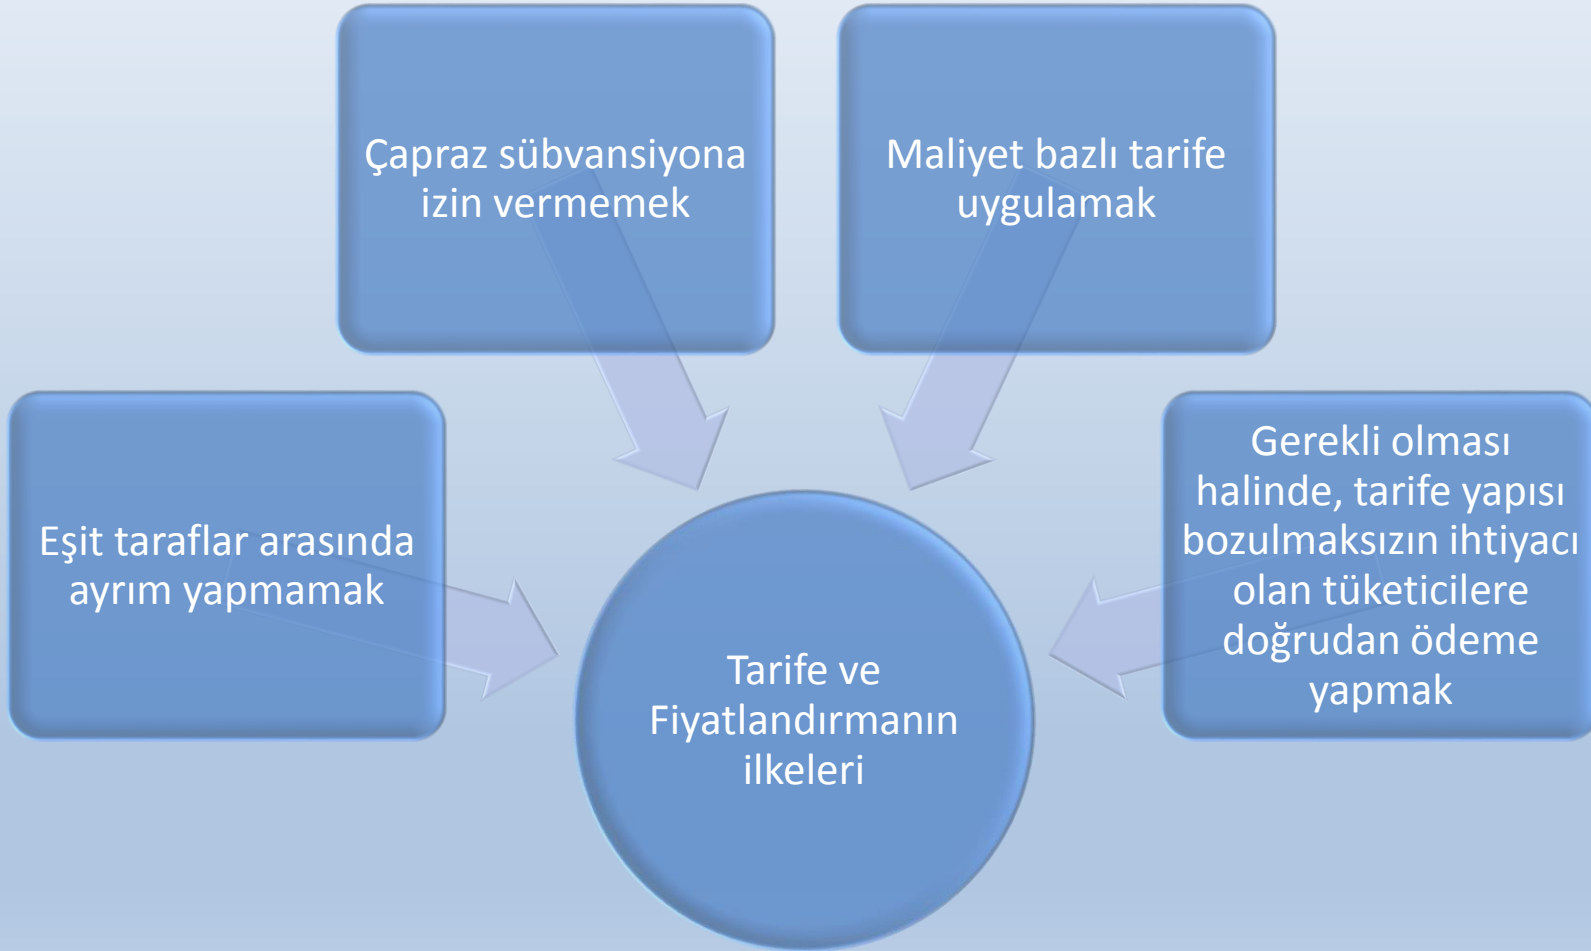 Çapraz sübvansiyona
izin vermemek
Maliyet bazlı tarife
uygulamak
Eşit taraflar arasında
ayrım yapmamak
Gerekli olması
halinde, tarife yapısı
bozulmaksızın ihtiyacı
olan tüketicilere
doğrudan ödeme
yapmak
Tarife ve
Fiyatlandırmanın
ilkeleri